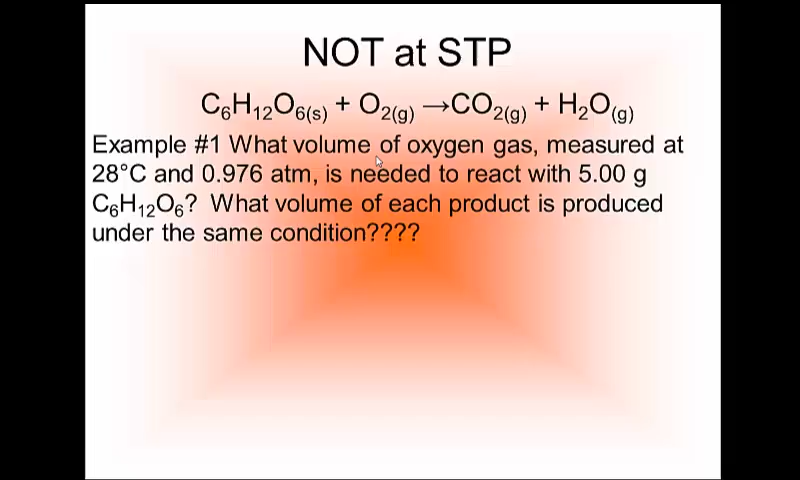 NOT at STP
C₆H₁₂O₆(s) + O₂(g) →CO₂(g) + H₂O(g)
Example #1 What volume of oxygen gas, measured at
28°C and 0.976 atm, is needed to react with 5.00 g
C₆H₁₂O₆? What volume of each product is produced
under the same condition????